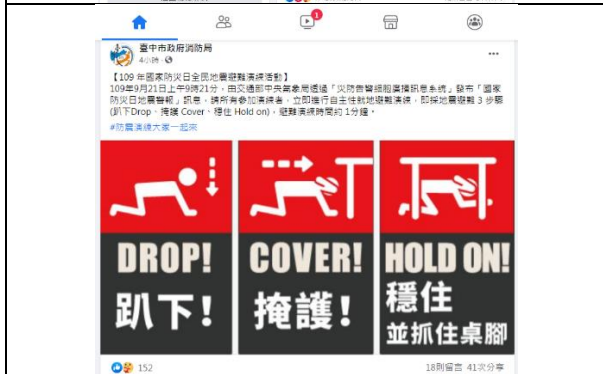 1
臺中市政府消防局
4小時
【109 年國家防災日全民地震避難演練活動】
109年9月21日上午9時21分，由交通部中央氣象局透過「災防告警細胞廣播訊息系統」發布「國家
防災日地震警報」訊息，請所有參加演練者，立即進行自主性就地避難演練，即採地震避難 3 步驟
(趴下Drop、掩護 Cover、穩住 Hold on)，避難演練時間約 1分鐘。
#防震演練大家一起來
DROP!
趴下!
COVER!
掩護!
HOLD ON!
穩住
並抓住桌腳
152
18則留言 41次分享